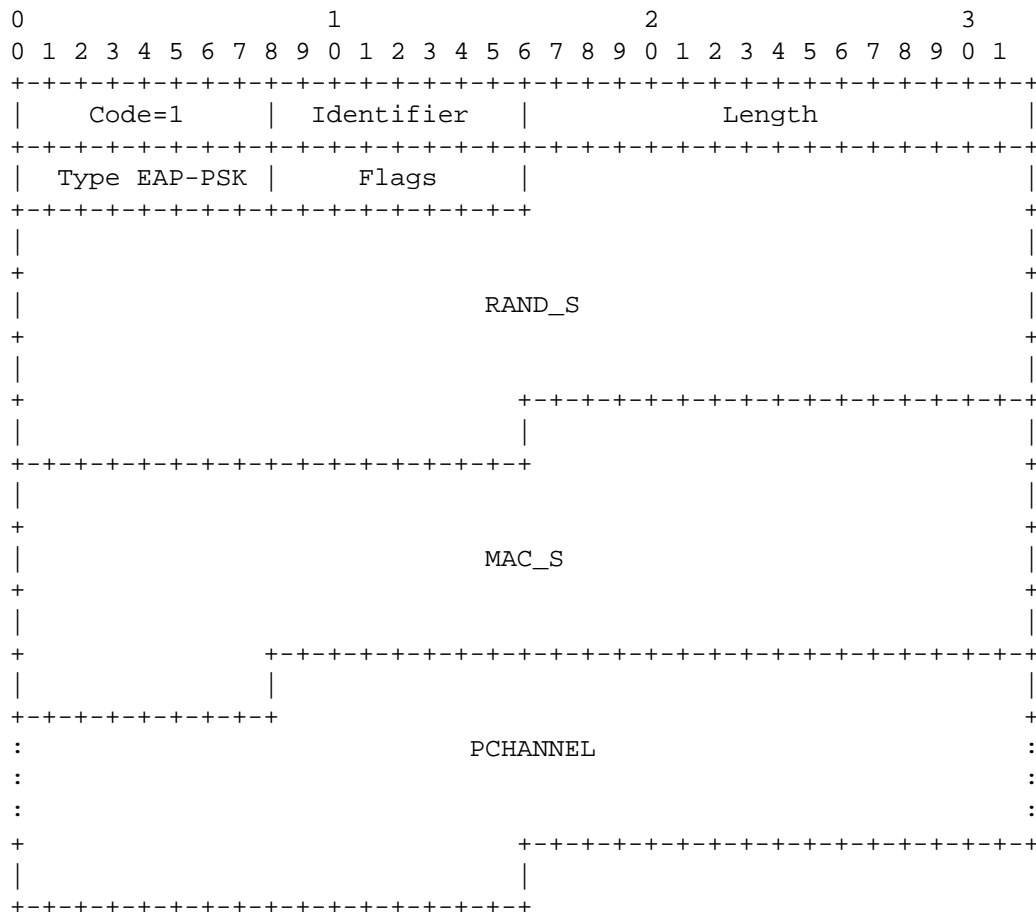 0                   1                   2                   3
0 1 2 3 4 5 6 7 8 9 0 1 2 3 4 5 6 7 8 9 0 1 2 3 4 5 6 7 8 9 0 1
+-+-+-+-+-+-+-+-+-+-+-+-+-+-+-+-+-+-+-+-+-+-+-+-+-+-+-+-+-+-+-+-+
|    Code=1     |  Identifier   |            Length             |
+-+-+-+-+-+-+-+-+-+-+-+-+-+-+-+-+-+-+-+-+-+-+-+-+-+-+-+-+-+-+-+-+
|  Type EAP-PSK |     Flags     |                               |
+-+-+-+-+-+-+-+-+-+-+-+-+-+-+-+-+                               +
|                                                               |
+                                                               +
|                             RAND_S                            |
+                                                               +
|                                                               |
+                               +-+-+-+-+-+-+-+-+-+-+-+-+-+-+-+-+
|                               |                               |
+-+-+-+-+-+-+-+-+-+-+-+-+-+-+-+-+                               +
|                                                               |
+                                                               +
|                             MAC_S                             |
+                                                               +
|                                                               |
+               +-+-+-+-+-+-+-+-+-+-+-+-+-+-+-+-+-+-+-+-+-+-+-+-+
|               |                                               |
+-+-+-+-+-+-+-+-+                                               +
:                            PCHANNEL                           :
:                                                               :
:                                                               :
+                               +-+-+-+-+-+-+-+-+-+-+-+-+-+-+-+-+
|                               |
+-+-+-+-+-+-+-+-+-+-+-+-+-+-+-+-+